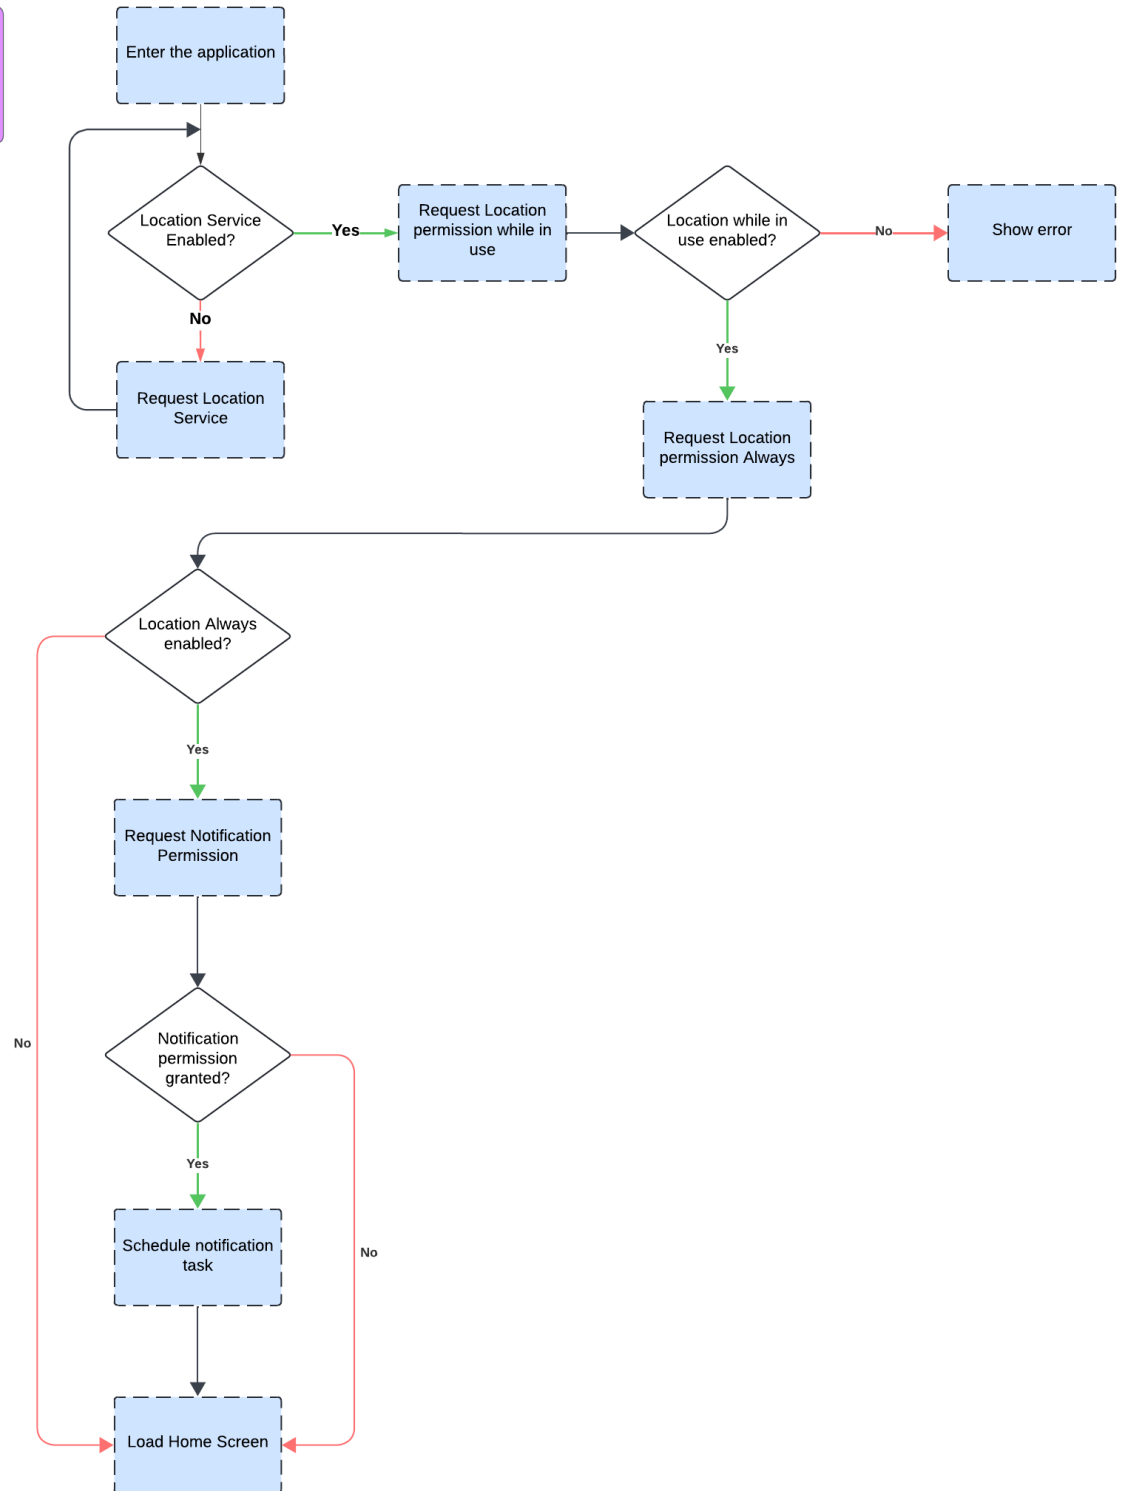 Enter the application
Location Service
Enabled?
Yes
Request Location
permission while in
use
Location while in
use enabled?
No
Show error
No
Yes
Request Location
Service
Request Location
permission Always
Location Always
enabled?
Yes
Request Notification
Permission
No
Notification
permission
granted?
Yes
Schedule notification
task
No
Load Home Screen